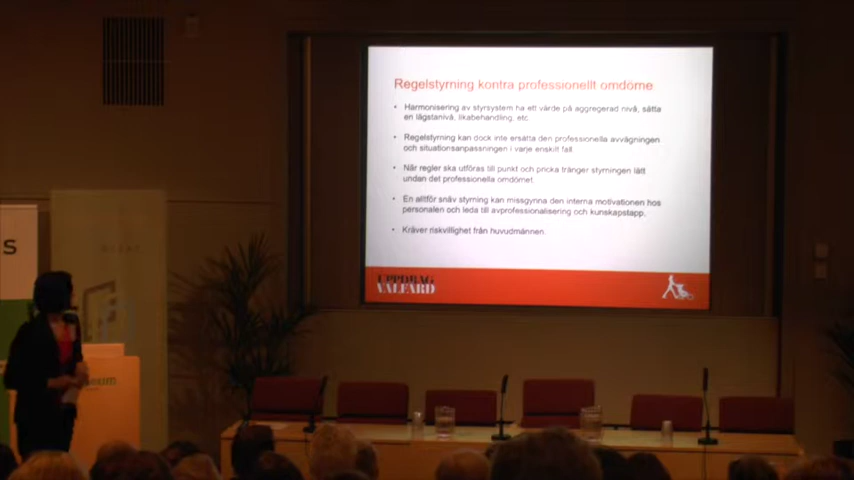 Regelstyrning kontra professionellt omdöme
• Harmonisering av styrsystem ha ett värde på aggregerad nivå, sätta
en lägstanivå, likabehandling, etc
• Regelstyrning kan dock inte ersätta den professionella avvägningen
och situationsanpassningen i varje enskilt fall
• När regler ska utföras till punkt och pricka tränger styrningen lätt
undan det professionella omdömet
• En alltför snäv styrning kan missgynna den interna motivationen hos
personalen och leda till avprofessionalisering och kunskapstapp.
• Kräver riskvillighet från huvudmännen.
UPPDRAG
VÄLFÄRD
s
eum